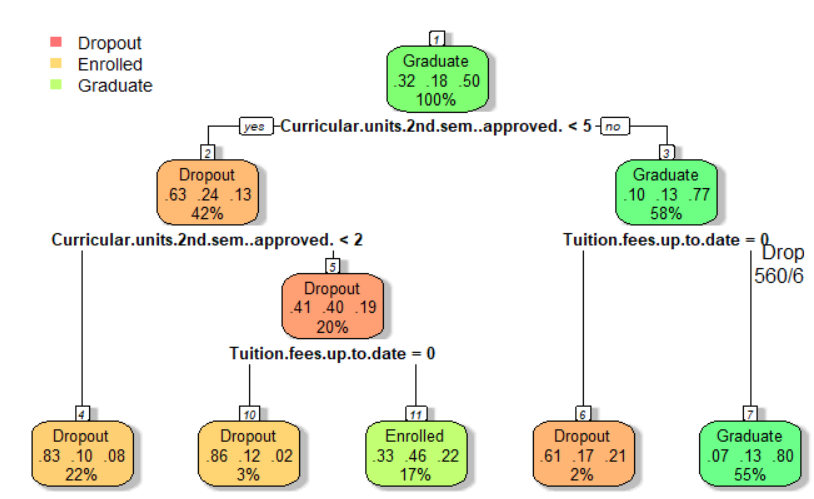 Dropout
Enrolled
Graduate
1
Graduate
.32 .18 .50
100%
yes
Curricular.units.2nd.sem..approved. < 5
no
2
Dropout
.63 .24 .13
42%
3
Graduate
.10 .13 .77
58%
Curricular.units.2nd.sem..approved. < 2
Tuition.fees.up.to.date = 0
Drop
560/6
5
Dropout
.41 .40 .19
20%
Tuition.fees.up.to.date = 0
4
Dropout
.83 .10 .08
22%
10
Dropout
.86 .12 .02
3%
11
Enrolled
.33 .46 .22
17%
6
Dropout
.61 .17 .21
2%
7
Graduate
.07 .13 .80
55%